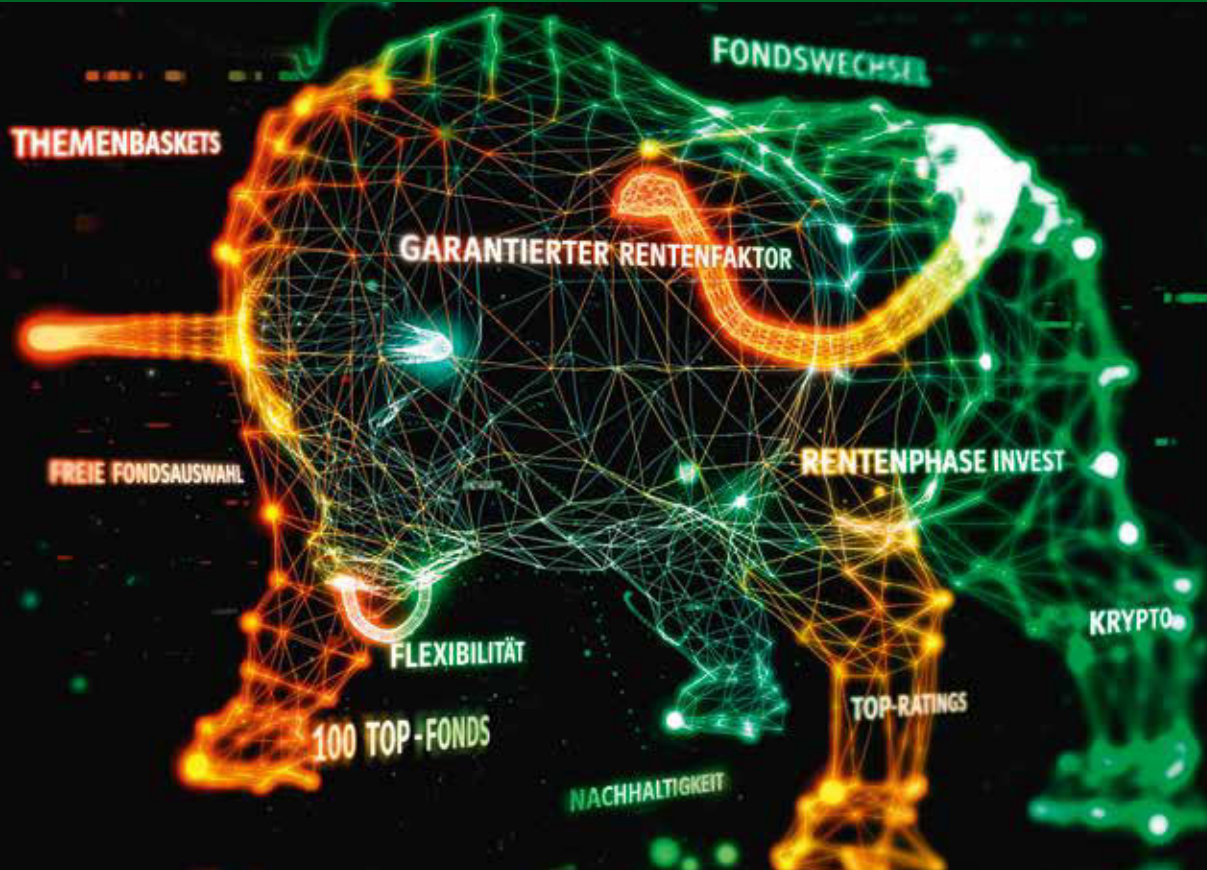 FONDSWECHSEL
THEMENBASKETS
GARANTIERTER RENTENFAKTOR
FREIE FONDSAUSWAHL
RENTENPHASE INVEST
KRYPTO
FLEXIBILITÄT
TOP-RATINGS
100 TOP-FONDS
NACHHALTIGKEIT